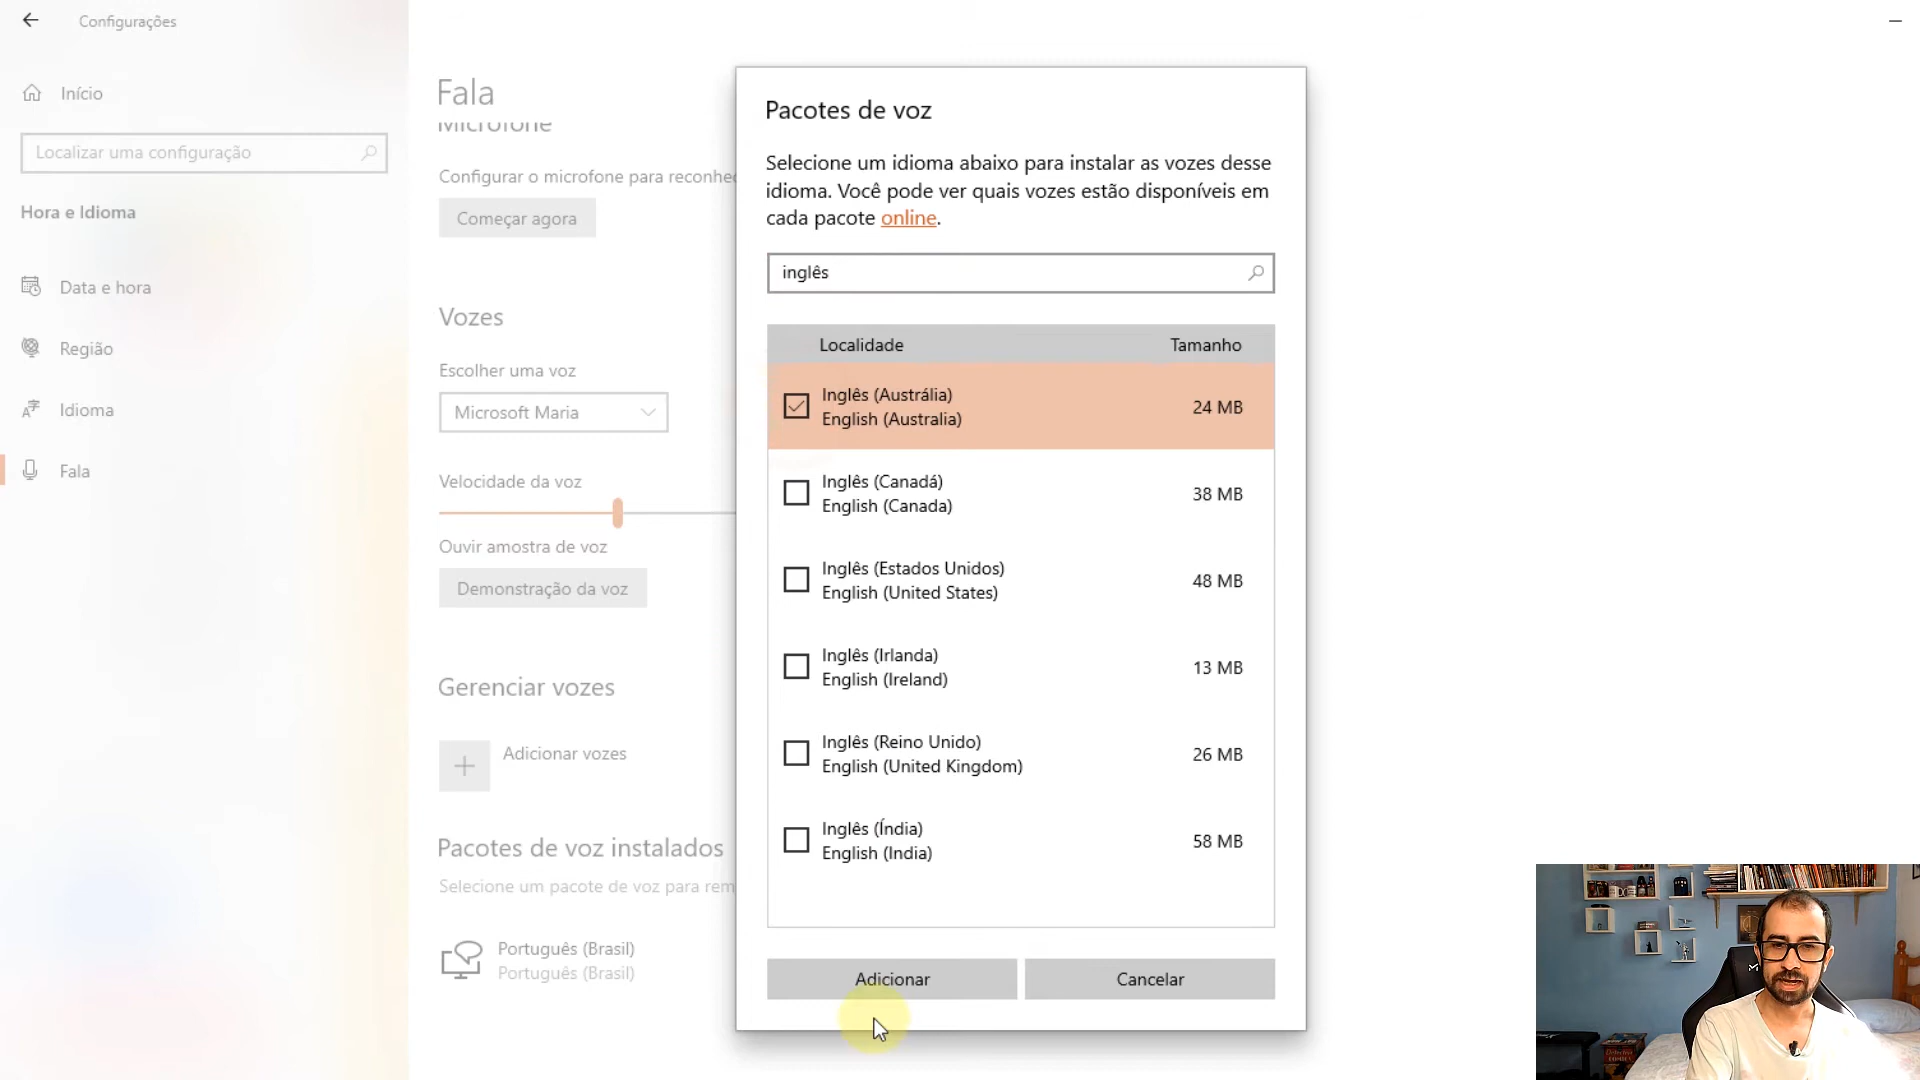 Configurações
Início
Localizar uma configuração
Hora e Idioma
Data e hora
Região
Idioma
Fala
Fala
Microfone
Configurar o microfone para reconhec
Começar agora
Vozes
Escolher uma voz
Microsoft Maria
Velocidade da voz
Ouvir amostra de voz
Demonstração da voz
Gerenciar vozes
Adicionar vozes
Pacotes de voz instalados
Selecione um pacote de voz para rem
Português (Brasil)
Português (Brasil)
Pacotes de voz
Selecione um idioma abaixo para instalar as vozes desse
idioma. Você pode ver quais vozes estão disponíveis em
cada pacote online.
inglês
Localidade Tamanho
Inglês (Austrália)
English (Australia) 24 MB
Inglês (Canadá)
English (Canada) 38 MB
Inglês (Estados Unidos)
English (United States) 48 MB
Inglês (Irlanda)
English (Ireland) 13 MB
Inglês (Reino Unido)
English (United Kingdom) 26 MB
Inglês (Índia)
English (India) 58 MB
Adicionar Cancelar